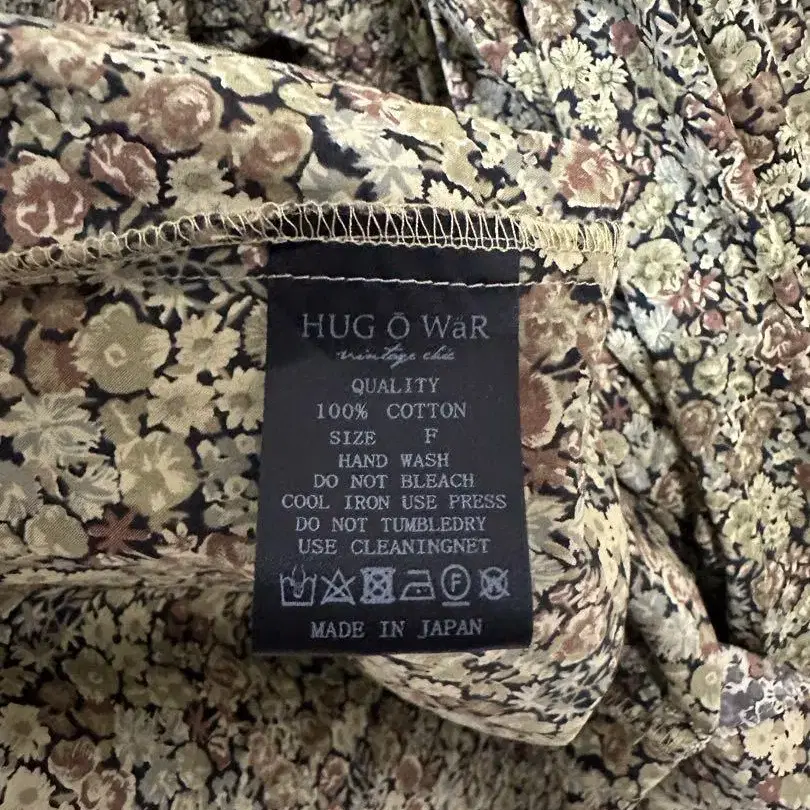 HUG Ō WäR
vintage chic
QUALITY
100% COTTON
SIZE F
HAND WASH
DO NOT BLEACH
COOL IRON USE PRESS
DO NOT TUMBLEDRY
USE CLEANINGNET
F
MADE IN JAPAN